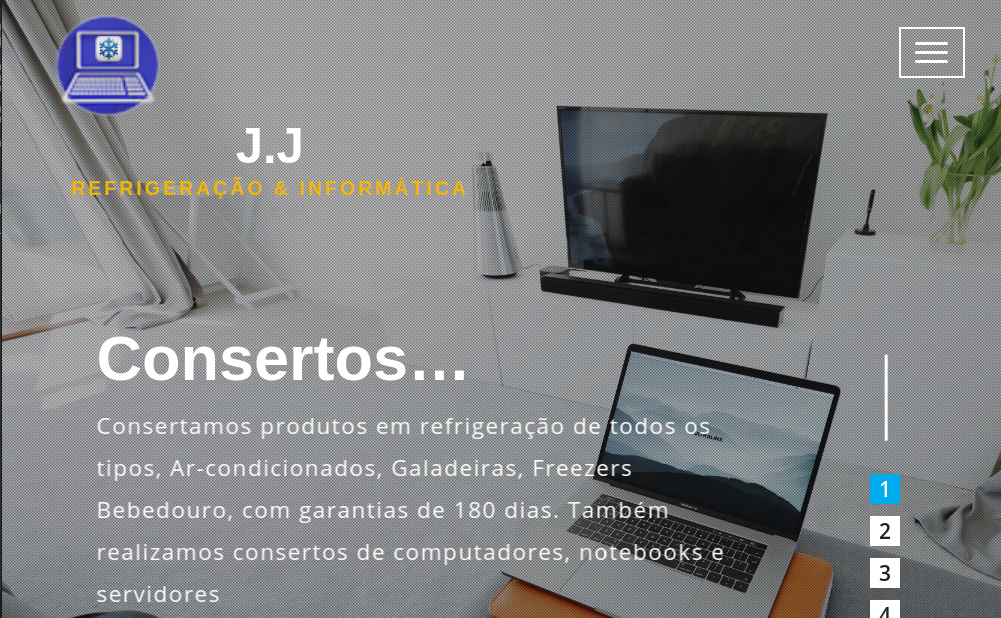 J.J
REFRIGERAÇÃO & INFORMÁTICA
Consertos...
Consertamos produtos em refrigeração de todos os
tipos, Ar-condicionados, Galadeiras, Freezers
Bebedouro, com garantias de 180 dias. Também
realizamos consertos de computadores, notebooks e
servidores
1
2
3
4